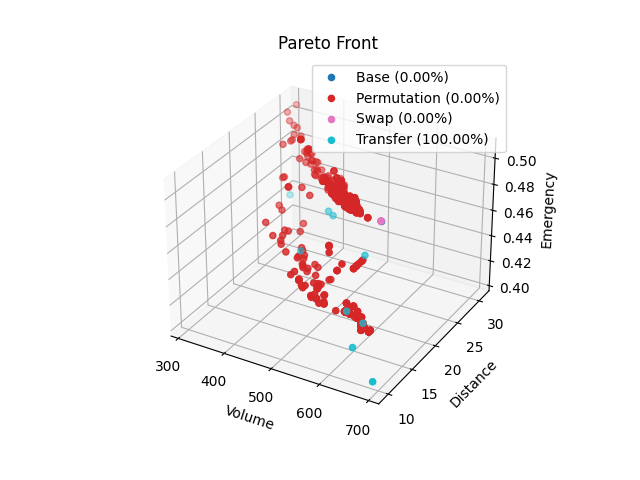 Pareto Front
Base (0.00%)
Permutation (0.00%)
Swap (0.00%)
Transfer (100.00%)
0.50
0.48
0.46
0.44
0.42
0.40
Emergency
30
25
20
15
10
Distance
300
400
500
600
700
Volume